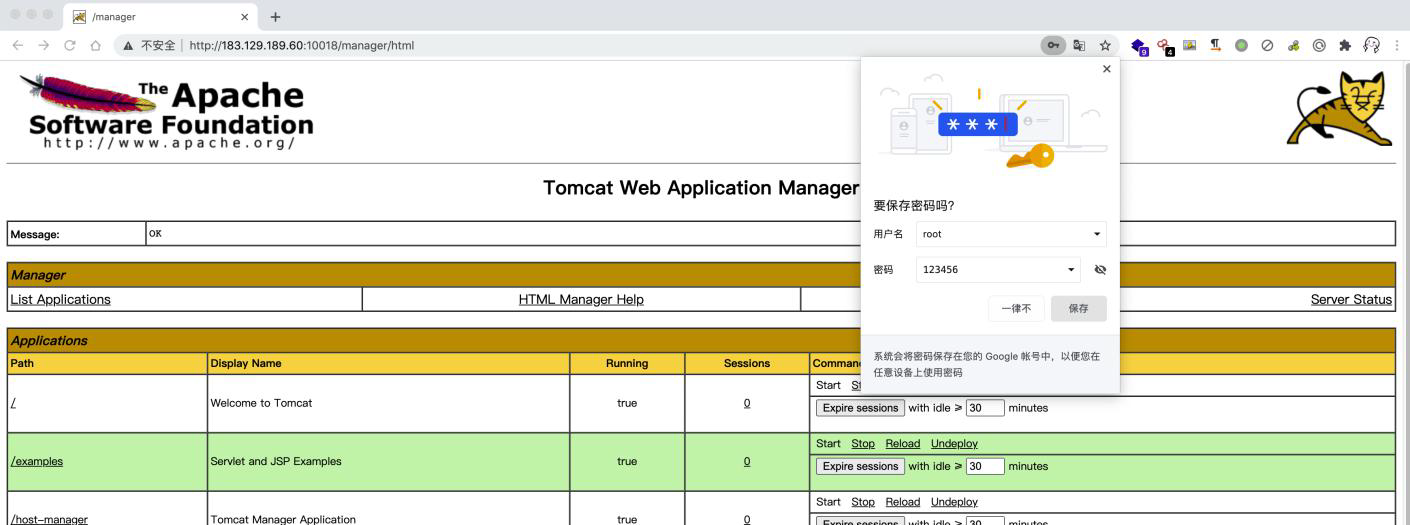 /manager
不安全 | http://183.129.189.60:10018/manager/html
9
4
The Apache
Software Foundation
http://www.apache.org/
Tomcat Web Application Manager
Message: OK
Manager
List Applications HTML Manager Help Server Status
Applications
Path Display Name Running Sessions
/ Welcome to Tomcat true 0 Start
Expire sessions with idle ≥ 30 minutes
/examples Servlet and JSP Examples true 0 Start Stop Reload Undeploy
Expire sessions with idle ≥ 30 minutes
/host-manager Tomcat Manager Application true 0 Start Stop Reload Undeploy
Expire sessions with idle ≥ 30 minutes
***
要保存密码吗?
用户名 root
密码 123456
一律不 保存
系统会将密码保存在您的 Google 帐号中，以便您在
任意设备上使用密码